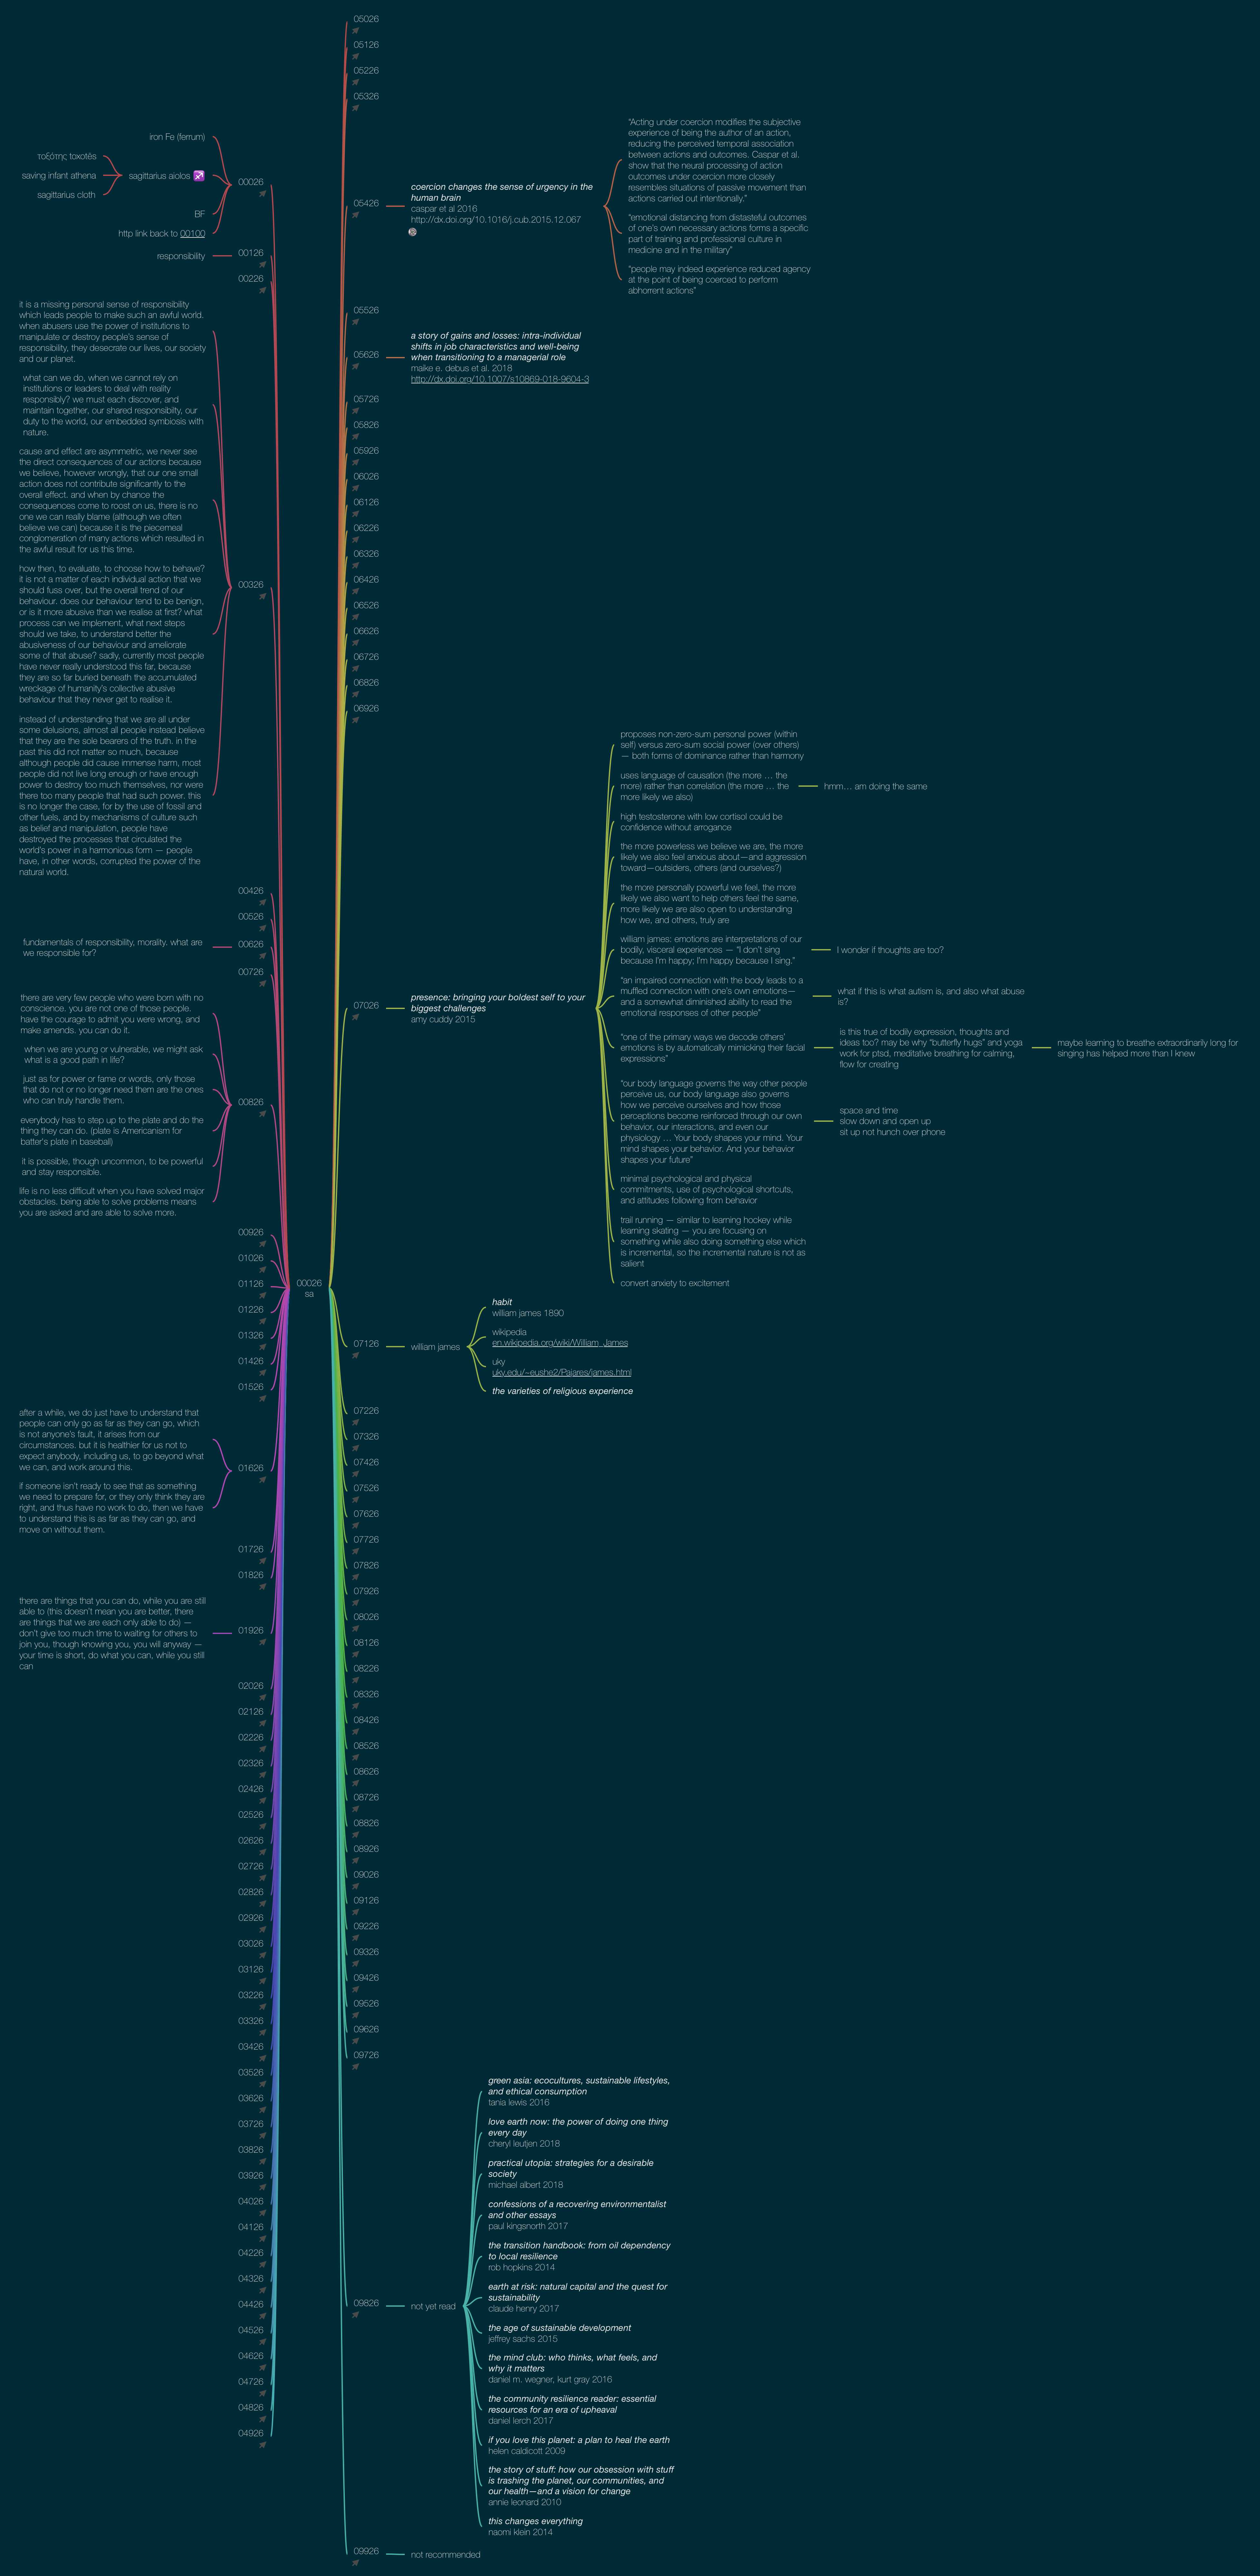 iron Fe (ferrum)
τοξότης toxotēs
saving infant athena
sagittarius cloth
sagittarius aiolos ♐
BF
http link back to 00100
00026
responsibility
00126
00226
it is a missing personal sense of responsibility
which leads people to make such an awful world.
when abusers use the power of institutions to
manipulate or destroy people's sense of
responsibility, they desecrate our lives, our society
and our planet.
what can we do, when we cannot rely on
institutions or leaders to deal with reality
responsibly? we must each discover, and
maintain together, our shared responsibilty, our
duty to the world, our embedded symbiosis with
nature.
cause and effect are asymmetric, we never see
the direct consequences of our actions because
we believe, however wrongly, that our one small
action does not contribute significantly to the
overall effect. and when by chance the
consequences come to roost on us, there is no
one we can really blame (although we often
believe we can) because it is the piecemeal
conglomeration of many actions which resulted in
the awful result for us this time.
how then, to evaluate, to choose how to behave?
it is not a matter of each individual action that we
should fuss over, but the overall trend of our
behaviour. does our behaviour tend to be benign,
or is it more abusive than we realise at first? what
process can we implement, what next steps
should we take, to understand better the
abusiveness of our behaviour and ameliorate
some of that abuse? sadly, currently most people
have never really understood this far, because
they are so far buried beneath the accumulated
wreckage of humanity's collective abusive
behaviour that they never get to realise it.
instead of understanding that we are all under
some delusions, almost all people instead believe
that they are the sole bearers of the truth. in the
past this did not matter so much, because
although people did cause immense harm, most
people did not live long enough or have enough
power to destroy too much themselves, nor were
there too many people that had such power. this
is no longer the case, for by the use of fossil and
other fuels, and by mechanisms of culture such
as belief and manipulation, people have
destroyed the processes that circulated the
world's power in a harmonious form — people
have, in other words, corrupted the power of the
natural world.
00326
00426
00526
fundamentals of responsibility, morality. what are
we responsible for?
00626
00726
there are very few people who were born with no
conscience. you are not one of those people.
have the courage to admit you were wrong, and
make amends. you can do it.
when we are young or vulnerable, we might ask
what is a good path in life?
just as for power or fame or words, only those
that do not or no longer need them are the ones
who can truly handle them.
everybody has to step up to the plate and do the
thing they can do. (plate is Americanism for
batter's plate in baseball)
it is possible, though uncommon, to be powerful
and stay responsible.
life is no less difficult when you have solved major
obstacles. being able to solve problems means
you are asked and are able to solve more.
00826
00926
01026
01126
01226
01326
01426
01526
after a while, we do just have to understand that
people can only go as far as they can go, which
is not anyone's fault, it arises from our
circumstances. but it is healthier for us not to
expect anybody, including us, to go beyond what
we can, and work around this.
if someone isn't ready to see that as something
we need to prepare for, or they only think they are
right, and thus have no work to do, then we have
to understand this is as far as they can go, and
move on without them.
01626
01726
01826
there are things that you can do, while you are still
able to (this doesn't mean you are better, there
are things that we are each only able to do) —
don't give too much time to waiting for others to
join you, though knowing you, you will anyway —
your time is short, do what you can, while you still
can
01926
02026
02126
02226
02326
02426
02526
02626
02726
02826
02926
03026
03126
03226
03326
03426
03526
03626
03726
03826
03926
04026
04126
04226
04326
04426
04526
04626
04726
04826
04926
00026
sa
05026
05126
05226
05326
05426
coercion changes the sense of urgency in the
human brain
caspar et al 2016
http://dx.doi.org/10.1016/j.cub.2015.12.067
"Acting under coercion modifies the subjective
experience of being the author of an action,
reducing the perceived temporal association
between actions and outcomes. Caspar et al.
show that the neural processing of action
outcomes under coercion more closely
resembles situations of passive movement than
actions carried out intentionally."
"emotional distancing from distasteful outcomes
of one's own necessary actions forms a specific
part of training and professional culture in
medicine and in the military"
"people may indeed experience reduced agency
at the point of being coerced to perform
abhorrent actions"
05526
05626
a story of gains and losses: intra-individual
shifts in job characteristics and well-being
when transitioning to a managerial role
maike e. debus et al. 2018
http://dx.doi.org/10.1007/s10869-018-9604-3
05726
05826
05926
06026
06126
06226
06326
06426
06526
06626
06726
06826
06926
07026
presence: bringing your boldest self to your
biggest challenges
amy cuddy 2015
proposes non-zero-sum personal power (within
self) versus zero-sum social power (over others)
— both forms of dominance rather than harmony
uses language of causation (the more … the
more) rather than correlation (the more … the
more likely we also)
hmm… am doing the same
high testosterone with low cortisol could be
confidence without arrogance
the more powerless we believe we are, the more
likely we also feel anxious about—and aggression
toward—outsiders, others (and ourselves?)
the more personally powerful we feel, the more
likely we also want to help others feel the same,
more likely we are also open to understanding
how we, and others, truly are
william james: emotions are interpretations of our
bodily, visceral experiences — "I don't sing
because I'm happy; I'm happy because I sing."
I wonder if thoughts are too?
"an impaired connection with the body leads to a
muffled connection with one's own emotions—
and a somewhat diminished ability to read the
emotional responses of other people"
what if this is what autism is, and also what abuse
is?
"one of the primary ways we decode others'
emotions is by automatically mimicking their facial
expressions"
is this true of bodily expression, thoughts and
ideas too? may be why "butterfly hugs" and yoga
work for ptsd, meditative breathing for calming,
flow for creating
maybe learning to breathe extraordinarily long for
singing has helped more than I knew
"our body language governs the way other people
perceive us, our body language also governs
how we perceive ourselves and how those
perceptions become reinforced through our own
behavior, our interactions, and even our
physiology … Your body shapes your mind. Your
mind shapes your behavior. And your behavior
shapes your future"
space and time
slow down and open up
sit up not hunch over phone
minimal psychological and physical
commitments, use of psychological shortcuts,
and attitudes following from behavior
trail running — similar to learning hockey while
learning skating — you are focusing on
something while also doing something else which
is incremental, so the incremental nature is not as
salient
convert anxiety to excitement
07126
william james
habit
william james 1890
wikipedia
en.wikipedia.org/wiki/William_James
uky
uky.edu/~eushe2/Pajares/james.html
the varieties of religious experience
07226
07326
07426
07526
07626
07726
07826
07926
08026
08126
08226
08326
08426
08526
08626
08726
08826
08926
09026
09126
09226
09326
09426
09526
09626
09726
09826
not yet read
green asia: ecocultures, sustainable lifestyles,
and ethical consumption
tania lewis 2016
love earth now: the power of doing one thing
every day
cheryl leutjen 2018
practical utopia: strategies for a desirable
society
michael albert 2018
confessions of a recovering environmentalist
and other essays
paul kingsnorth 2017
the transition handbook: from oil dependency
to local resilience
rob hopkins 2014
earth at risk: natural capital and the quest for
sustainability
claude henry 2017
the age of sustainable development
jeffrey sachs 2015
the mind club: who thinks, what feels, and
why it matters
daniel m. wegner, kurt gray 2016
the community resilience reader: essential
resources for an era of upheaval
daniel lerch 2017
if you love this planet: a plan to heal the earth
helen caldicott 2009
the story of stuff: how our obsession with stuff
is trashing the planet, our communities, and
our health—and a vision for change
annie leonard 2010
this changes everything
naomi klein 2014
09926
not recommended